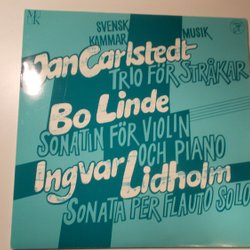 SVENSK
KAMMAR MUSIK
Jan Carlstedt
TRIO FÖR STRÅKAR
Bo Linde
SONATIN FÖR VIOLIN
OCH PIANO
Ingvar Lidholm
SONATA PER FLAUTO SOLO